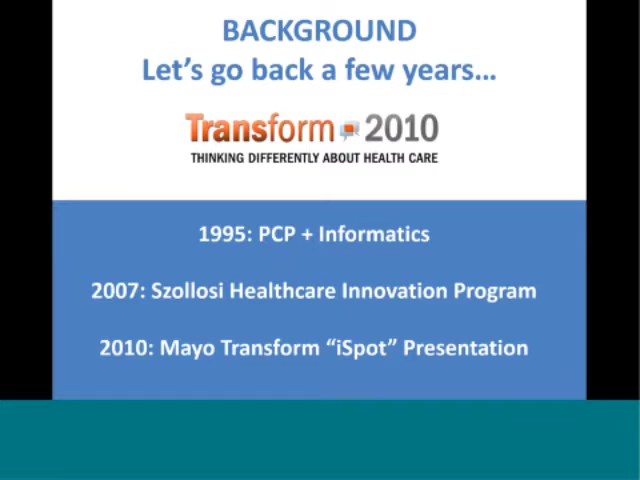 BACKGROUND
Let's go back a few years…
Transform 2010
THINKING DIFFERENTLY ABOUT HEALTH CARE
1995: PCP + Informatics
2007: Szollosi Healthcare Innovation Program
2010: Mayo Transform “iSpot” Presentation